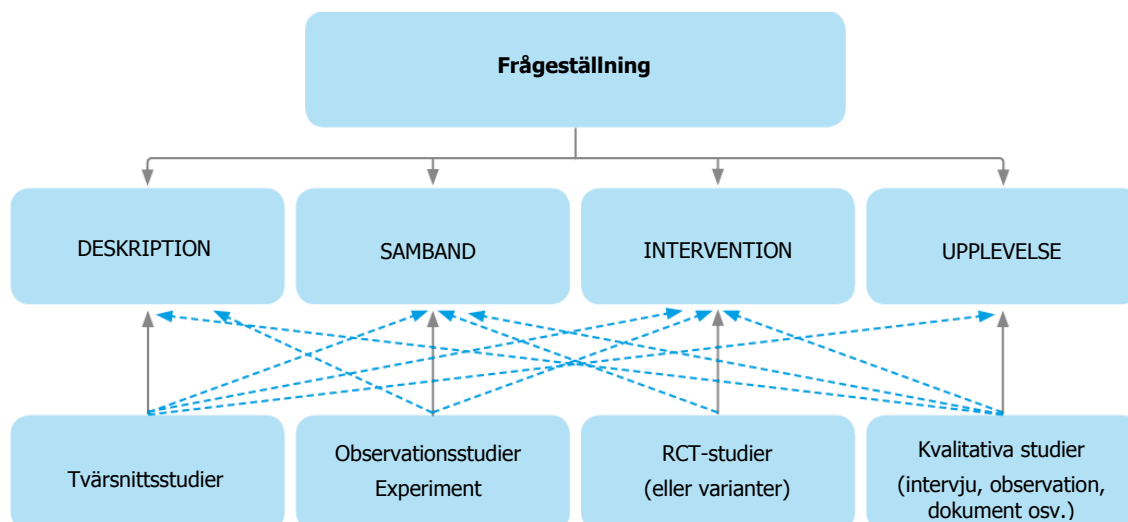 Frågeställning
DESKRIPTION
SAMBAND
INTERVENTION
UPPLEVELSE
Tvärsnittsstudier
Observationsstudier
Experiment
RCT-studier
(eller varianter)
Kvalitativa studier
(intervju, observation,
dokument osv.)